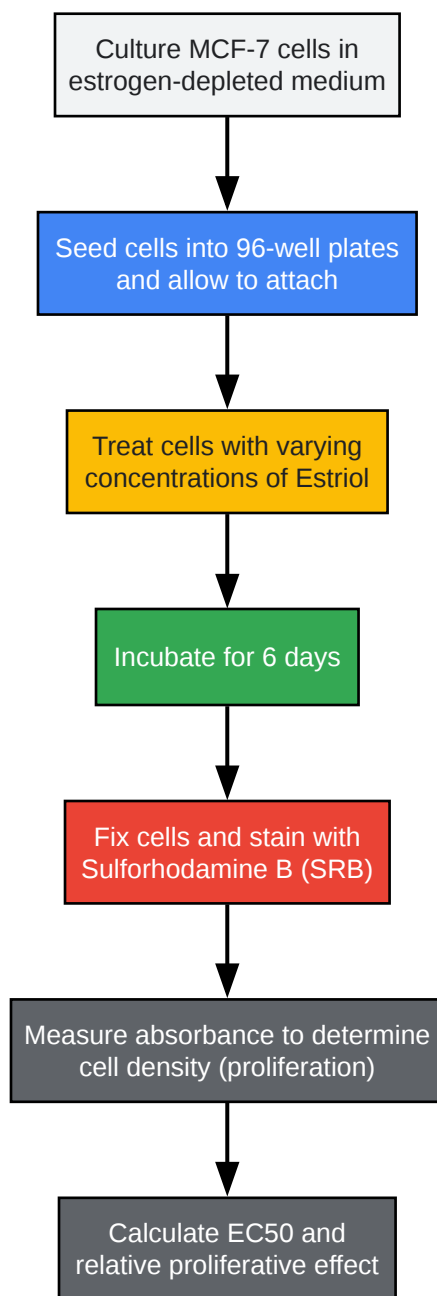 Culture MCF-7 cells in
estrogen-depleted medium
Seed cells into 96-well plates
and allow to attach
Treat cells with varying
concentrations of Estriol
Incubate for 6 days
Fix cells and stain with
Sulforhodamine B (SRB)
Measure absorbance to determine
cell density (proliferation)
Calculate EC50 and
relative proliferative effect